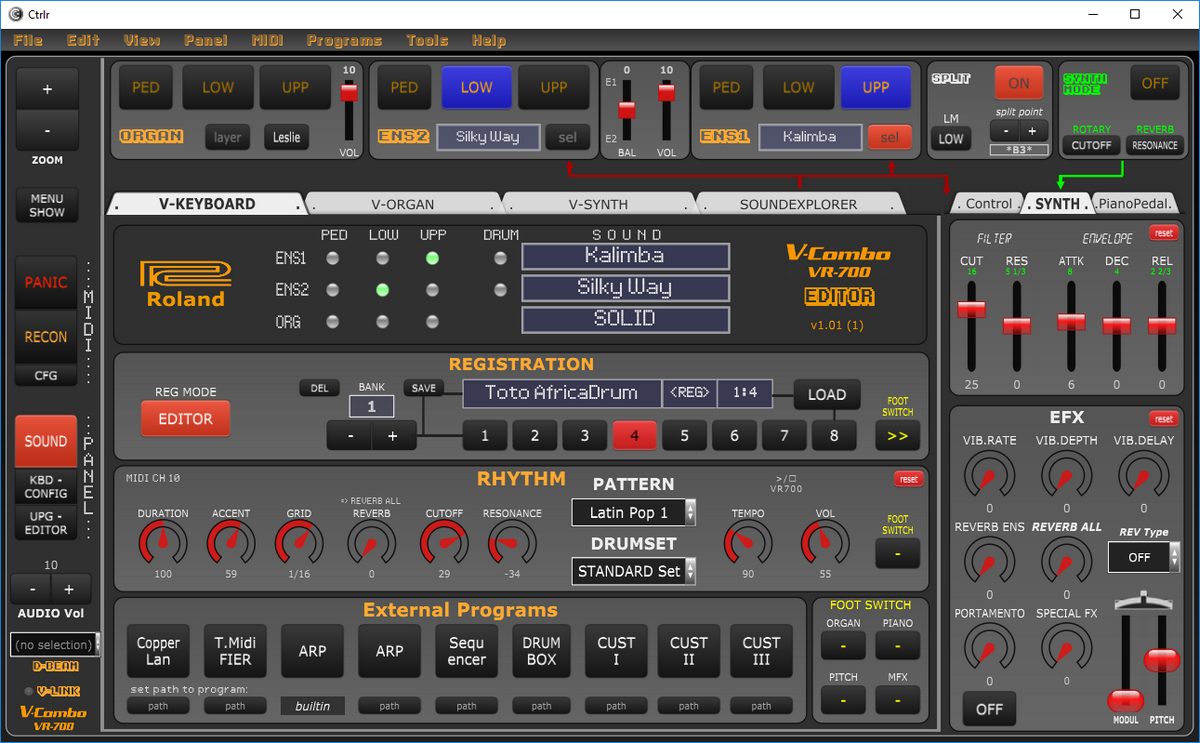 Ctrlr
File Edit View Panel MIDI Programs Tools Help
+
-
ZOOM
MENU
SHOW
PANIC
RECON
CFG
MIDI
SOUND
KBD -
CONFIG
UPG -
EDITOR
PANEL
10
- +
AUDIO Vol
(no selection)
D-BEAM
V-LINK
V-Combo
VR-700
PED LOW UPP
ORGAN layer Leslie
10
VOL
PED LOW UPP
ENS2 Silky Way sel
0 10
E1
E2
BAL VOL
PED LOW UPP
ENS1 Kalimba sel
SPLIT ON
split point
LM
LOW - +
*B3*
SYNTH
MODE
OFF
ROTARY REVERB
CUTOFF RESONANCE
. V-KEYBOARD .
. V-ORGAN .
. V-SYNTH .
. SOUNDEXPLORER .
. Control .
. SYNTH .
.PianoPedal.
PED LOW UPP DRUM SOUND
ENS1 Kalimba
ENS2 Silky Way
ORG SOLID
Roland
V-Combo
VR-700
EDITOR
v1.01 (1)
REGISTRATION
REG MODE
EDITOR
DEL BANK SAVE
1
- +
Toto AfricaDrum <REG> 1:4 LOAD
1 2 3 4 5 6 7 8
FOOT
SWITCH
>>
MIDI CH 10
RHYTHM
reset
DURATION ACCENT GRID => REVERB ALL
REVERB CUTOFF RESONANCE
100 59 1/16 0 29 -34
PATTERN
Latin Pop 1
DRUMSET
STANDARD Set
>/□
VR700
TEMPO VOL
90 55
FOOT
SWITCH
-
External Programs
Copper
Lan
T.Midi
FIER
ARP
ARP
Sequ
encer
DRUM
BOX
CUST
I
CUST
II
CUST
III
set path to program:
path path builtin path path path path path path
FOOT SWITCH
ORGAN PIANO
- -
PITCH MFX
- -
FILTER ENVELOPE reset
CUT RES ATTK DEC REL
16 5 1/3 8 4 2 2/3
25 0 6 0 0
EFX reset
VIB.RATE VIB.DEPTH VIB.DELAY
0 0 0
REVERB ENS REVERB ALL REV Type
OFF
0 0
PORTAMENTO SPECIAL FX
0 0
OFF
MODUL PITCH